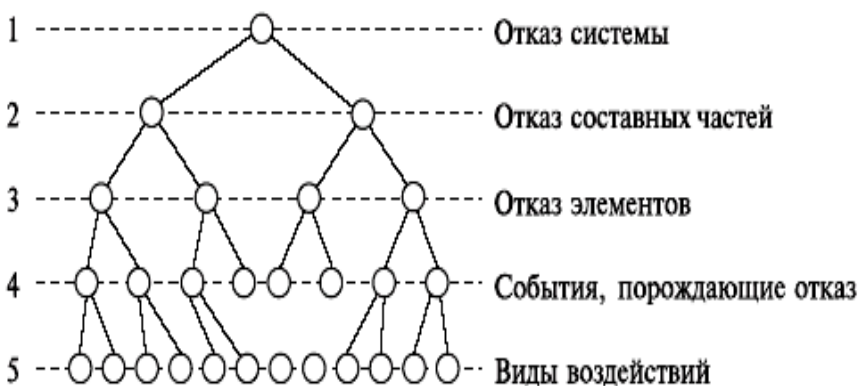 1 Отказ системы
2 Отказ составных частей
3 Отказ элементов
4 События, порождающие отказ
5 Виды воздействий